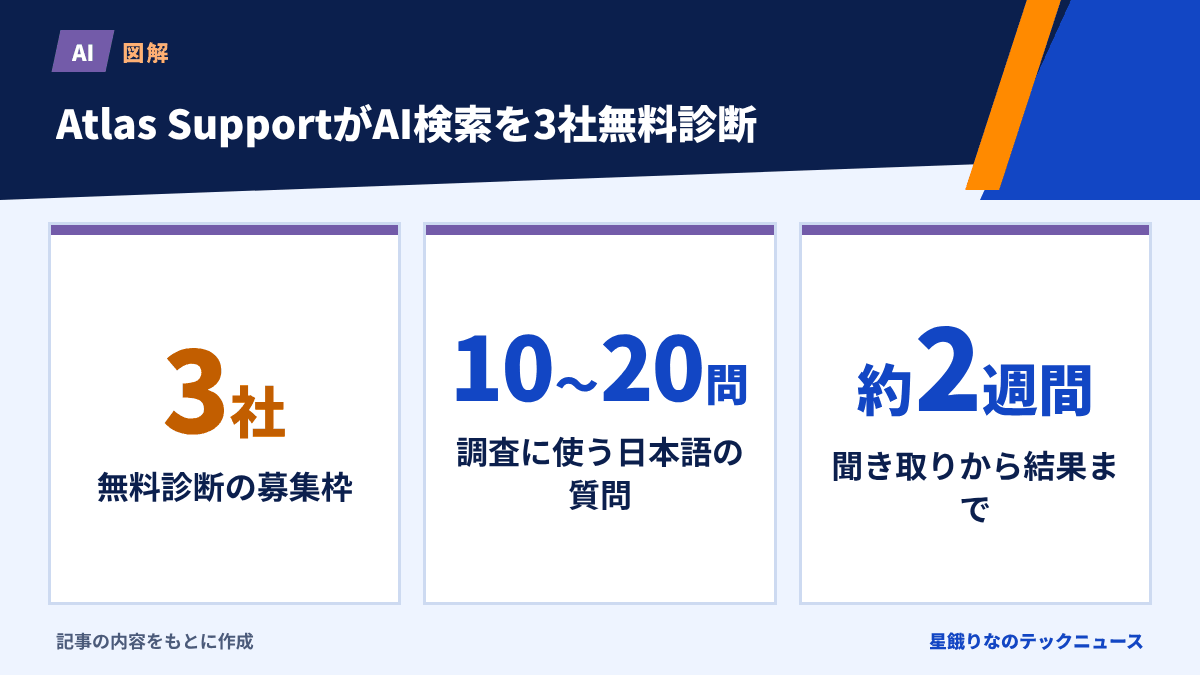 AI 図解
Atlas SupportがAI検索を3社無料診断
3社
無料診断の募集枠
10～20問
調査に使う日本語の
質問
約2週間
聞き取りから結果ま
で
記事の内容をもとに作成
星餓りなのテックニュース